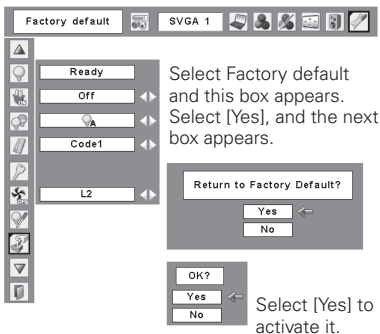 Factory default
SVGA 1
Ready
Off
A
Code1
L2
Select Factory default
and this box appears.
Select [Yes], and the next
box appears.
Return to Factory Default?
Yes
No
OK?
Yes
No
Select [Yes] to
activate it.